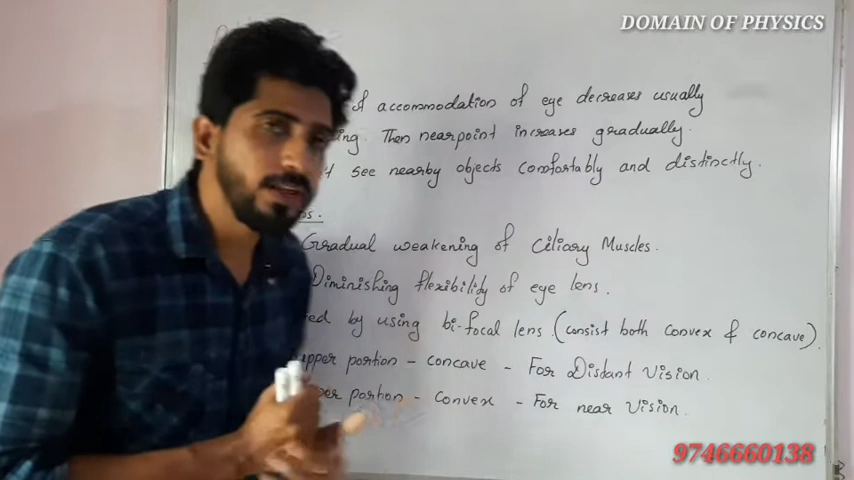 DOMAIN OF PHYSICS
of accommodation of eye decreases usually
Then nearpoint increases gradually.
see nearby objects comfortably and distinctly.
Gradual weakening of Ciliary Muscles.
Diminishing flexibility of eye lens.
by using bi-focal lens (consist both convex & concave)
upper portion - concave - For Distant Vision.
portion - convex - For near Vision.
9746660138